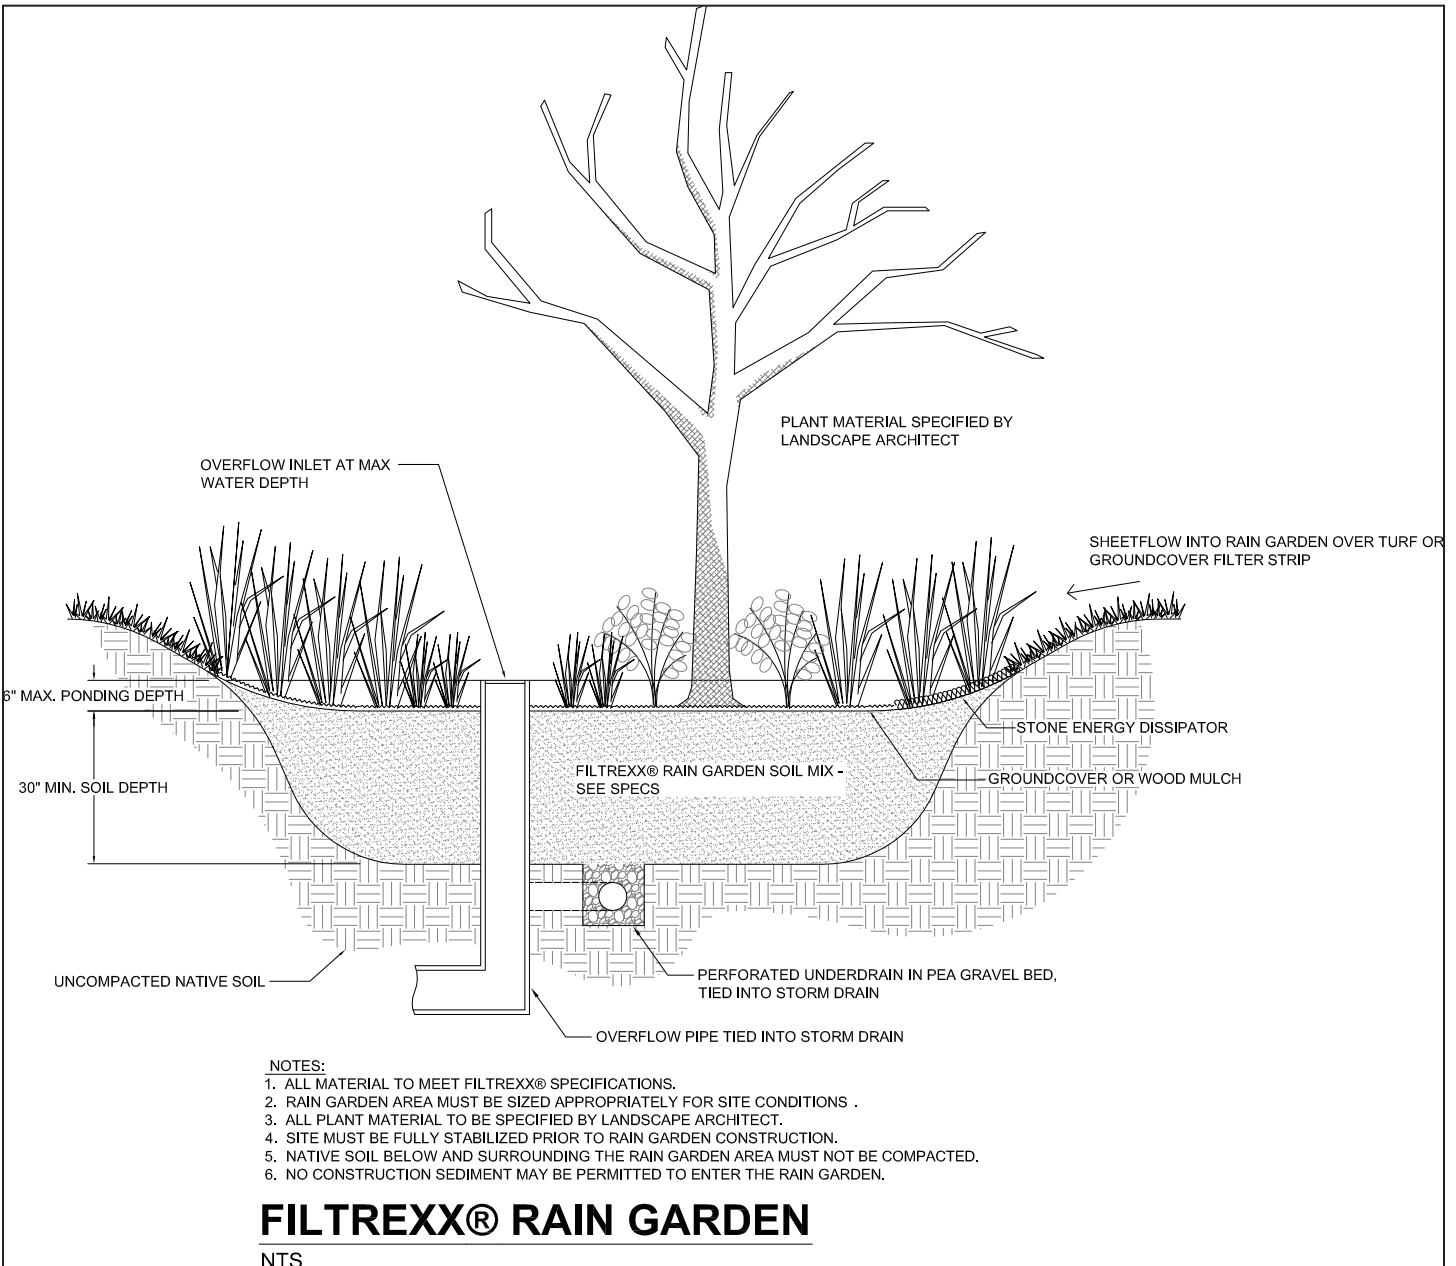 PLANT MATERIAL SPECIFIED BY
LANDSCAPE ARCHITECT
OVERFLOW INLET AT MAX
WATER DEPTH
SHEETFLOW INTO RAIN GARDEN OVER TURF OR
GROUNDCOVER FILTER STRIP
6" MAX. PONDING DEPTH
STONE ENERGY DISSIPATOR
FILTREXX® RAIN GARDEN SOIL MIX -
SEE SPECS
GROUNDCOVER OR WOOD MULCH
30" MIN. SOIL DEPTH
UNCOMPACTED NATIVE SOIL
PERFORATED UNDERDRAIN IN PEA GRAVEL BED,
TIED INTO STORM DRAIN
OVERFLOW PIPE TIED INTO STORM DRAIN
NOTES:
1. ALL MATERIAL TO MEET FILTREXX® SPECIFICATIONS.
2. RAIN GARDEN AREA MUST BE SIZED APPROPRIATELY FOR SITE CONDITIONS .
3. ALL PLANT MATERIAL TO BE SPECIFIED BY LANDSCAPE ARCHITECT.
4. SITE MUST BE FULLY STABILIZED PRIOR TO RAIN GARDEN CONSTRUCTION.
5. NATIVE SOIL BELOW AND SURROUNDING THE RAIN GARDEN AREA MUST NOT BE COMPACTED.
6. NO CONSTRUCTION SEDIMENT MAY BE PERMITTED TO ENTER THE RAIN GARDEN.
FILTREXX® RAIN GARDEN
NTS